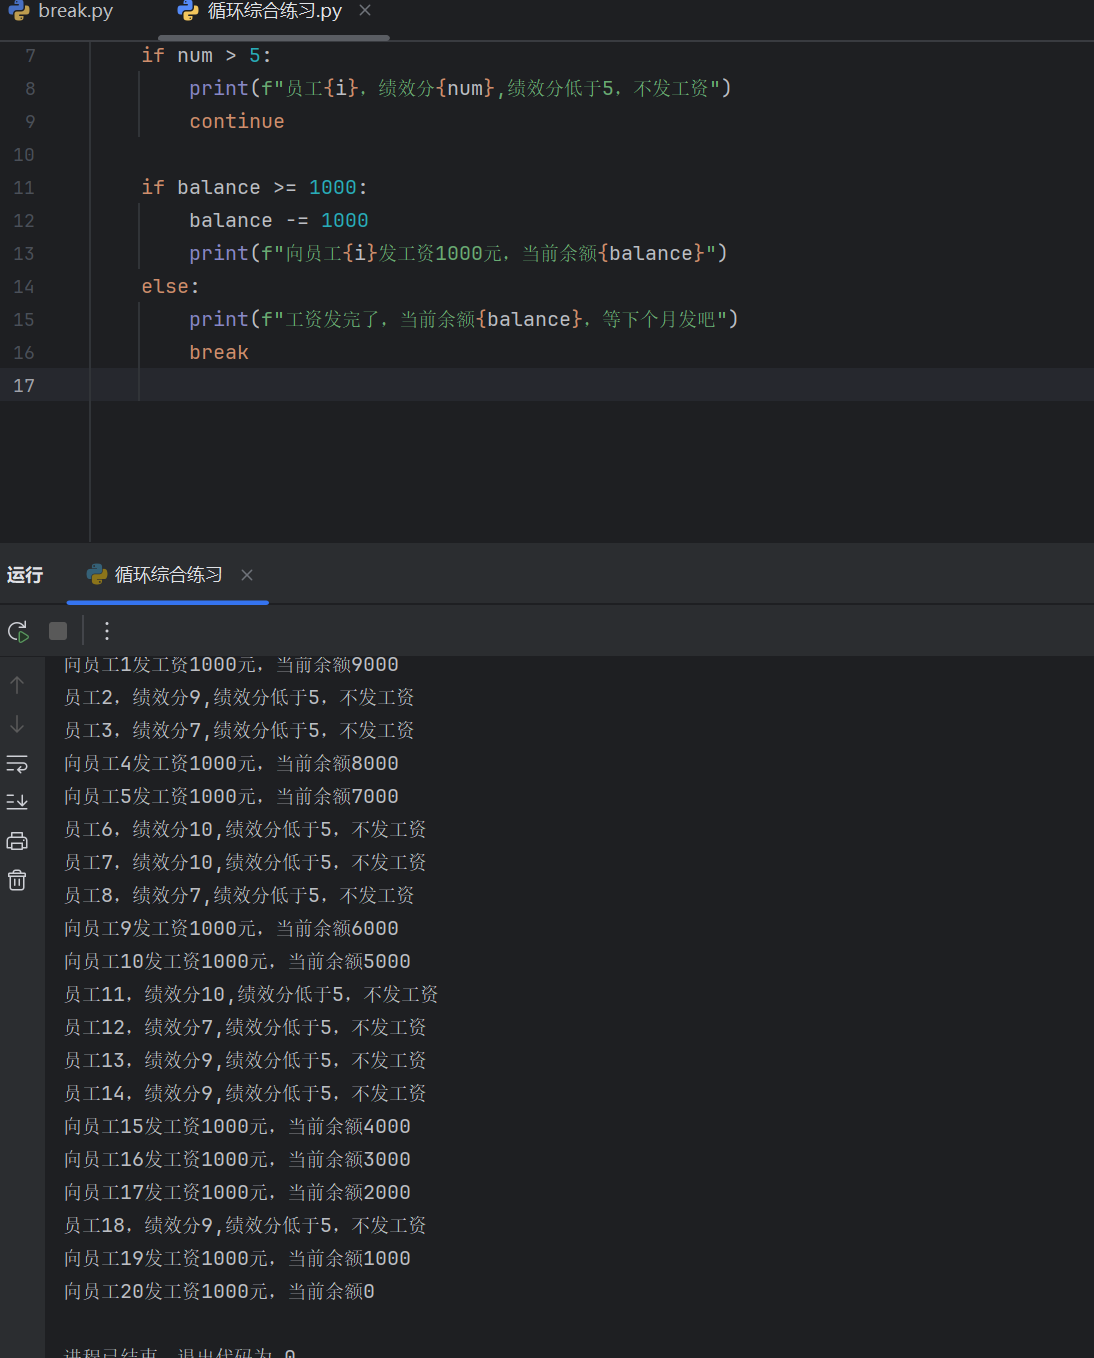 break.py 循环综合练习.py
7 if num > 5:
8 print(f"员工{i}，绩效分{num},绩效分低于5，不发工资")
9 continue
10
11 if balance >= 1000:
12 balance -= 1000
13 print(f"向员工{i}发工资1000元，当前余额{balance}")
14 else:
15 print(f"工资发完了，当前余额{balance}，等下个月发吧")
16 break
17
运行 循环综合练习
向员工1发工资1000元，当前余额9000
员工2，绩效分9,绩效分低于5，不发工资
员工3，绩效分7,绩效分低于5，不发工资
向员工4发工资1000元，当前余额8000
向员工5发工资1000元，当前余额7000
员工6，绩效分10,绩效分低于5，不发工资
员工7，绩效分10,绩效分低于5，不发工资
员工8，绩效分7,绩效分低于5，不发工资
向员工9发工资1000元，当前余额6000
向员工10发工资1000元，当前余额5000
员工11，绩效分10,绩效分低于5，不发工资
员工12，绩效分7,绩效分低于5，不发工资
员工13，绩效分9,绩效分低于5，不发工资
员工14，绩效分9,绩效分低于5，不发工资
向员工15发工资1000元，当前余额4000
向员工16发工资1000元，当前余额3000
向员工17发工资1000元，当前余额2000
员工18，绩效分9,绩效分低于5，不发工资
向员工19发工资1000元，当前余额1000
向员工20发工资1000元，当前余额0
进程已结束，退出代码为 0